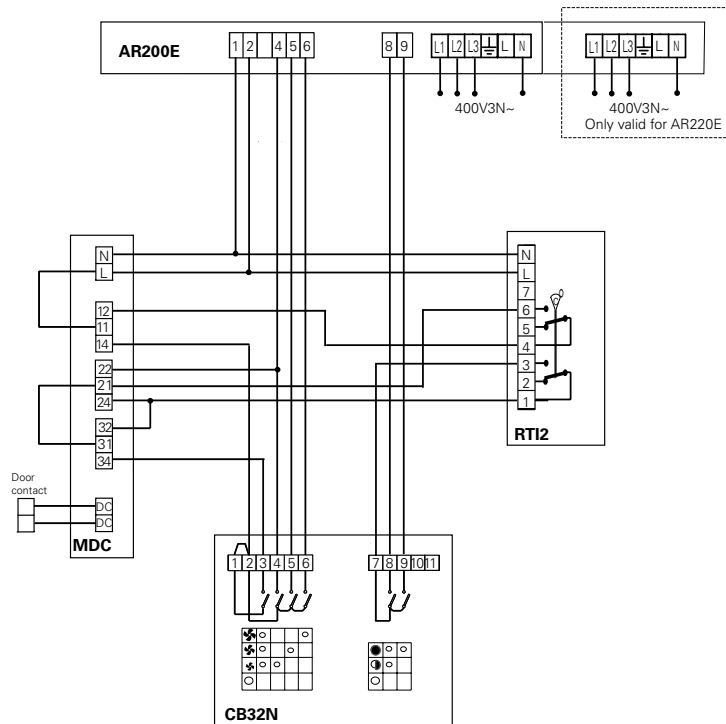 AR200E
1 2 4 5 6
8 9
L1 L2 L3 L N
L1 L2 L3 L N
400V3N~
400V3N~
Only valid for AR220E
N
L
12
11
14
22
21
24
32
31
34
DC
DC
MDC
Door
contact
N
L
7
6
5
4
3
2
1
0
RTI2
1 2 3 4 5 6
7 8 9 10 11
CB32N